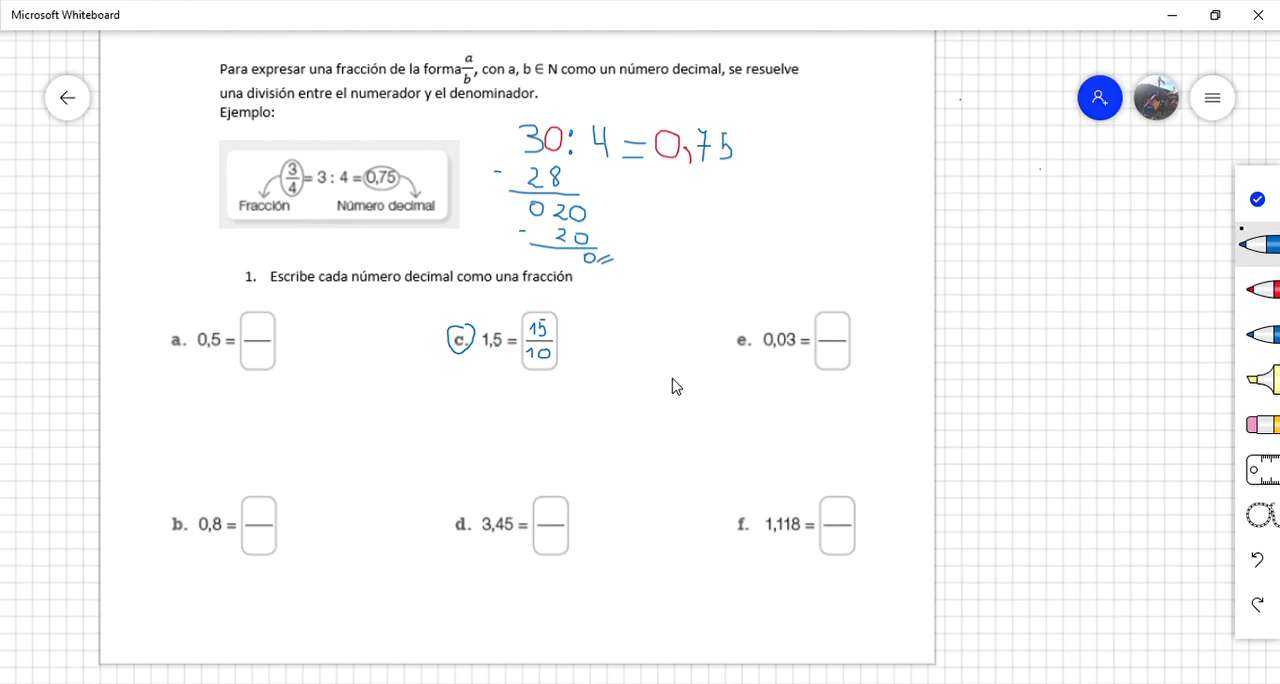 Microsoft Whiteboard
Para expresar una fracción de la forma a/b, con a, b ∈ N como un número decimal, se resuelve
una división entre el numerador y el denominador.
Ejemplo:
3/4 = 3 : 4 = 0,75
Fracción Número decimal
30 : 4 = 0,75
- 28
020
- 20
0
1. Escribe cada número decimal como una fracción
a. 0,5 =
c. 1,5 = 15/10
e. 0,03 =
b. 0,8 =
d. 3,45 =
f. 1,118 =